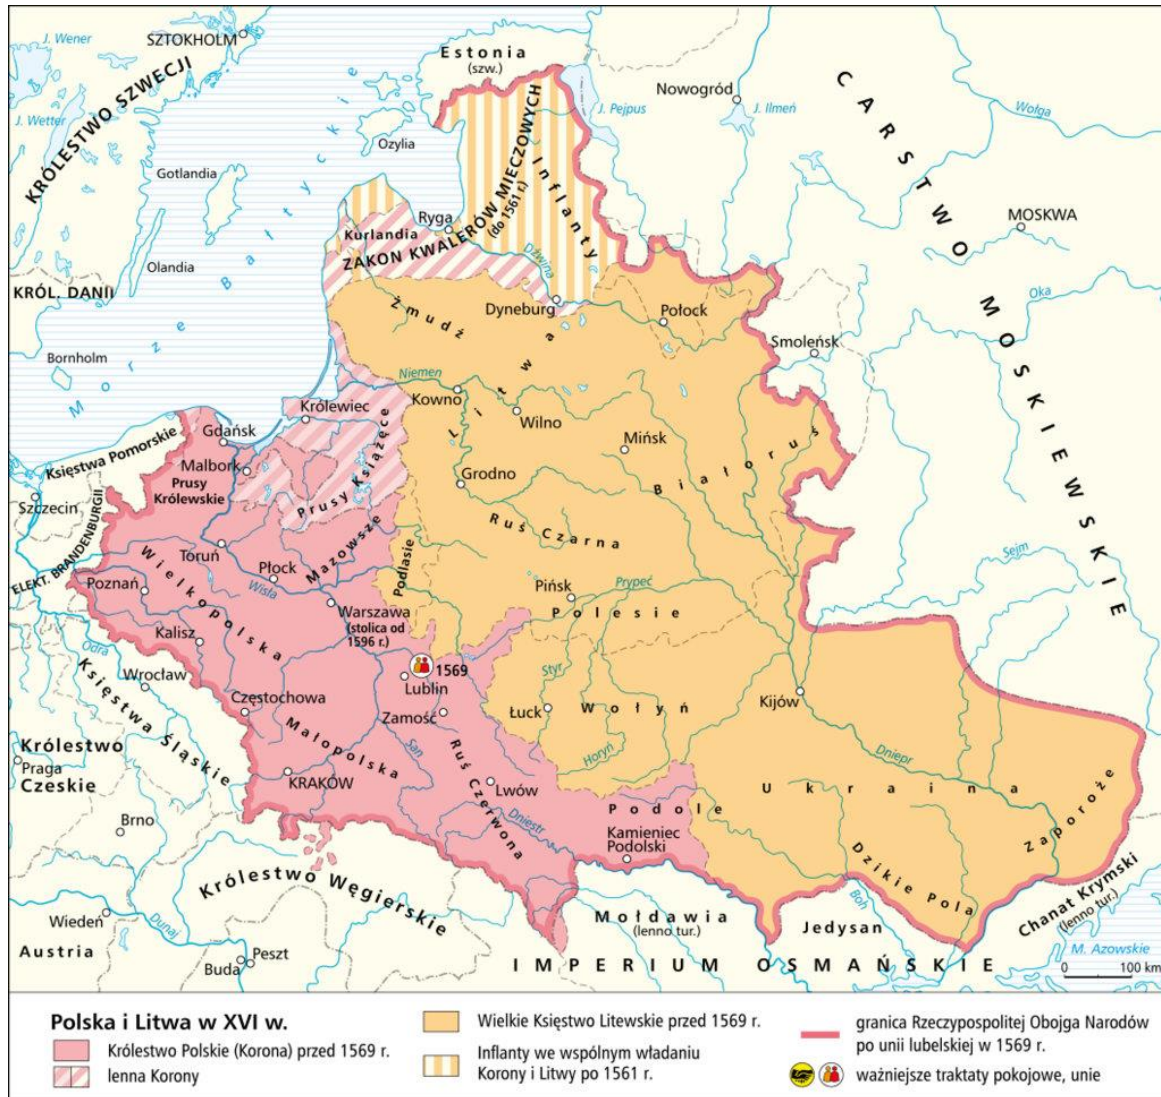 J. Wener
SZTOKHOLM
KRÓLESTWO SZWECJI
J. Wetter
Gotlandia
Olandia
KRÓL. DANII
Bornholm
Morze Bałtyckie
Estonia
(szw.)
Ozylia
J. Pejpus
Nowogród
J. Ilmeń
Wołga
CARSTWO MOSKIEWSKIE
MOSKWA
Oka
Inflanty
ZAKON KWALERÓW MIECZOWYCH
(do 1561 r.)
Ryga
Kurlandia
Dźwina
Dyneburg
Połock
Smoleńsk
Żmudź
Litwa
Niemen
Kowno
Wilno
Mińsk
Białoruś
Grodno
Ruś Czarna
Królewiec
Gdańsk
Malbork
Prusy
Królewskie
Prusy Książęce
Księstwa Pomorskie
Szczecin
ELEKT. BRANDENBURGII
Toruń
Płock
Mazowsze
Podlasie
Wielkopolska
Poznań
Wisła
Warszawa
(stolica od
1596 r.)
Kalisz
Pińsk
Prypeć
Polesie
Sejm
Odra
Wrocław
Księstwa Śląskie
Częstochowa
1569
Lublin
Zamość
Styr
Łuck
Wołyń
Kijów
Horyń
Małopolska
San
KRAKÓW
Ruś Czerwona
Lwów
Dniestr
Podole
Kamieniec
Podolski
Ukraina
Dniepr
Zaporoże
Dzikie Pola
Boh
Królestwo
Praga
Czeskie
Brno
Królestwo Węgierskie
Wiedeń
Dunaj
Austria
Peszt
Buda
Mołdawia
(lenno tur.)
Jedysan
Chanat Krymski
(lenno tur.)
M. Azowskie
IMPERIUM OSMAŃSKIE
0 100 km
Polska i Litwa w XVI w.
Królestwo Polskie (Korona) przed 1569 r.
lenna Korony
Wielkie Księstwo Litewskie przed 1569 r.
Inflanty we wspólnym władaniu
Korony i Litwy po 1561 r.
granica Rzeczypospolitej Obojga Narodów
po unii lubelskiej w 1569 r.
ważniejsze traktaty pokojowe, unie